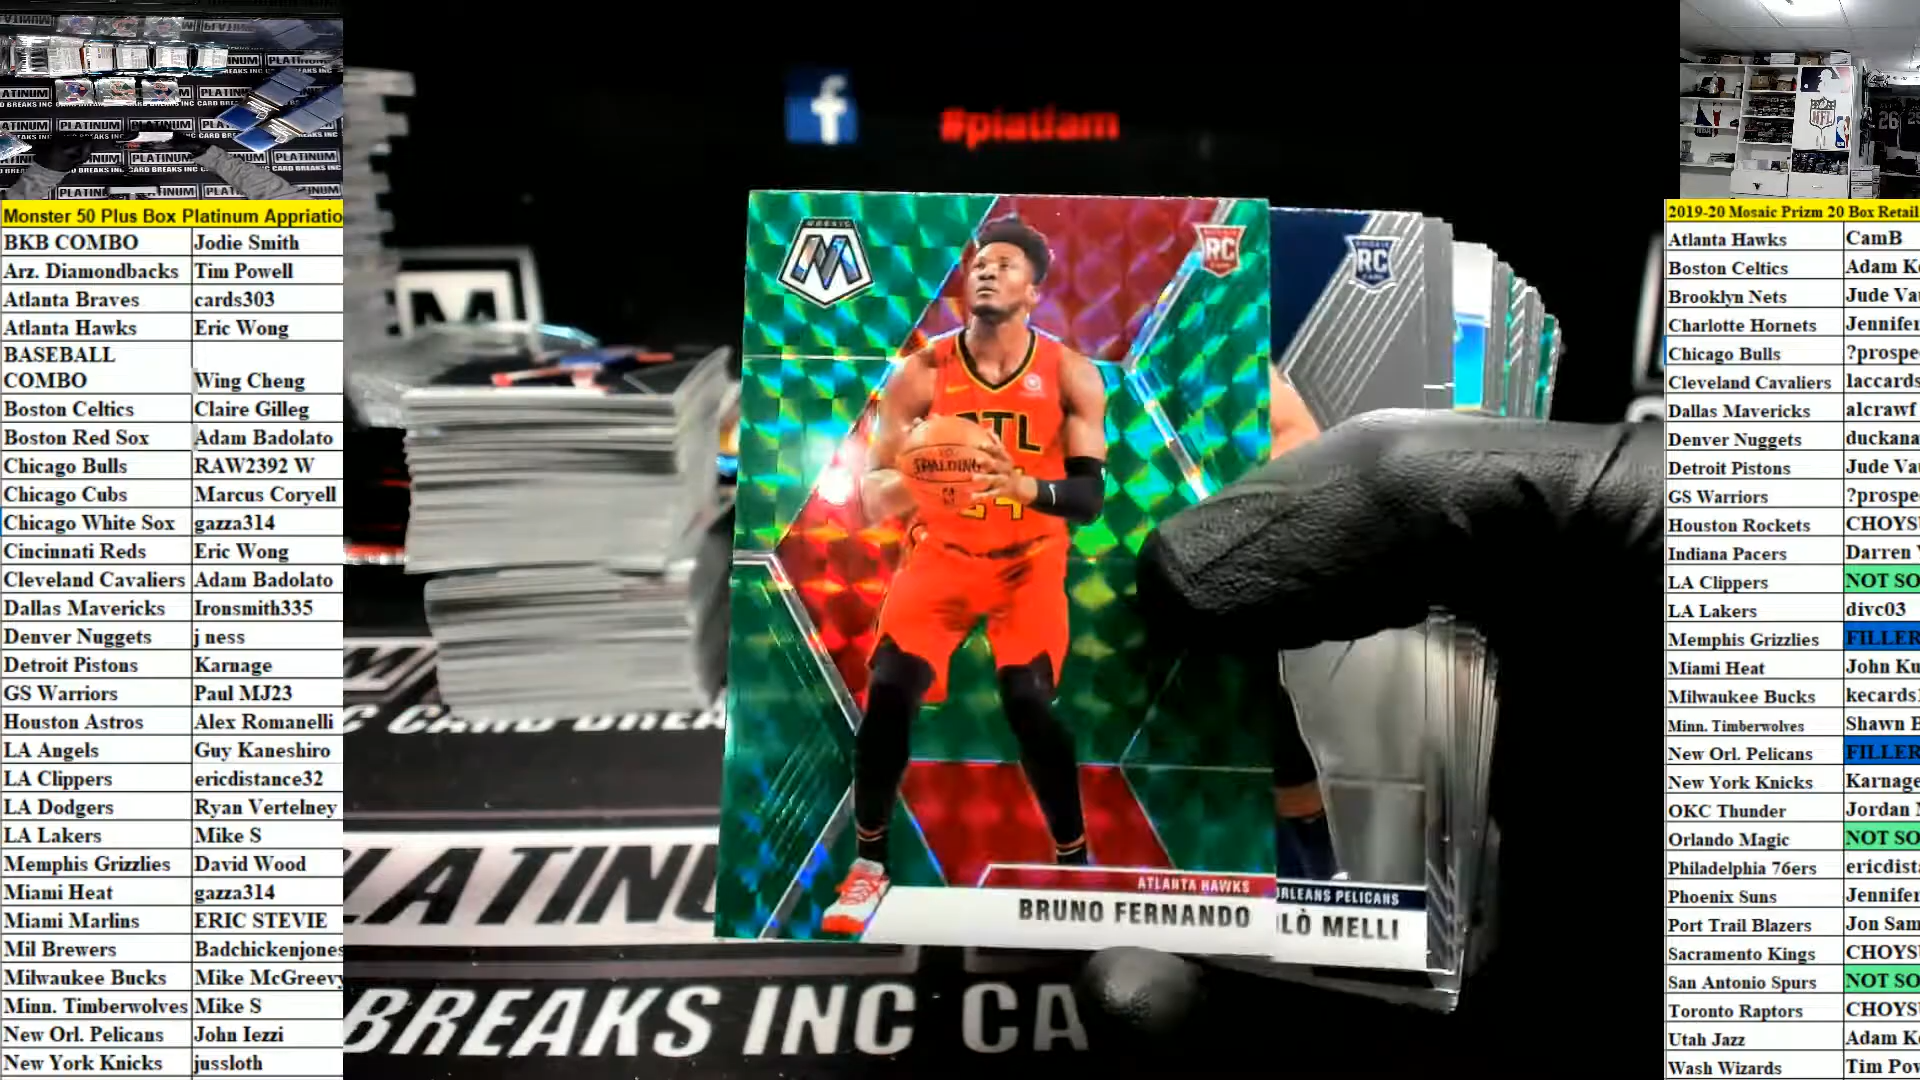 #platfam
Monster 50 Plus Box Platinum Appriatio
BKB COMBO Jodie Smith
Arz. Diamondbacks Tim Powell
Atlanta Braves cards303
Atlanta Hawks Eric Wong
BASEBALL
COMBO Wing Cheng
Boston Celtics Claire Gilleg
Boston Red Sox Adam Badolato
Chicago Bulls RAW2392 W
Chicago Cubs Marcus Coryell
Chicago White Sox gazza314
Cincinnati Reds Eric Wong
Cleveland Cavaliers Adam Badolato
Dallas Mavericks Ironsmith335
Denver Nuggets j ness
Detroit Pistons Karnage
GS Warriors Paul MJ23
Houston Astros Alex Romanelli
LA Angels Guy Kaneshiro
LA Clippers ericdistance32
LA Dodgers Ryan Vertelney
LA Lakers Mike S
Memphis Grizzlies David Wood
Miami Heat gazza314
Miami Marlins ERIC STEVIE
Mil Brewers Badchickenjones
Milwaukee Bucks Mike McGreevy
Minn. Timberwolves Mike S
New Orl. Pelicans John Iezzi
New York Knicks jussloth
MOSAIC
M
RC
RC
ATL
24
SPALDING
ATLANTA HAWKS
BRUNO FERNANDO
RLEANS PELICANS
LÒ MELLI
PLATINU
BREAKS INC CA
2019-20 Mosaic Prizm 20 Box Retail
Atlanta Hawks CamB
Boston Celtics Adam Ke
Brooklyn Nets Jude Vau
Charlotte Hornets Jennifer
Chicago Bulls ?prospe
Cleveland Cavaliers laccards
Dallas Mavericks alcrawf
Denver Nuggets duckana
Detroit Pistons Jude Vau
GS Warriors ?prospe
Houston Rockets CHOYS
Indiana Pacers Darren
LA Clippers NOT SO
LA Lakers divc03
Memphis Grizzlies FILLER
Miami Heat John Ku
Milwaukee Bucks kecards
Minn. Timberwolves Shawn B
New Orl. Pelicans FILLER
New York Knicks Karnage
OKC Thunder Jordan
Orlando Magic NOT SO
Philadelphia 76ers ericdist
Phoenix Suns Jennifer
Port Trail Blazers Jon Sam
Sacramento Kings CHOYS
San Antonio Spurs NOT SO
Toronto Raptors CHOYS
Utah Jazz Adam Ke
Wash Wizards Tim Pow